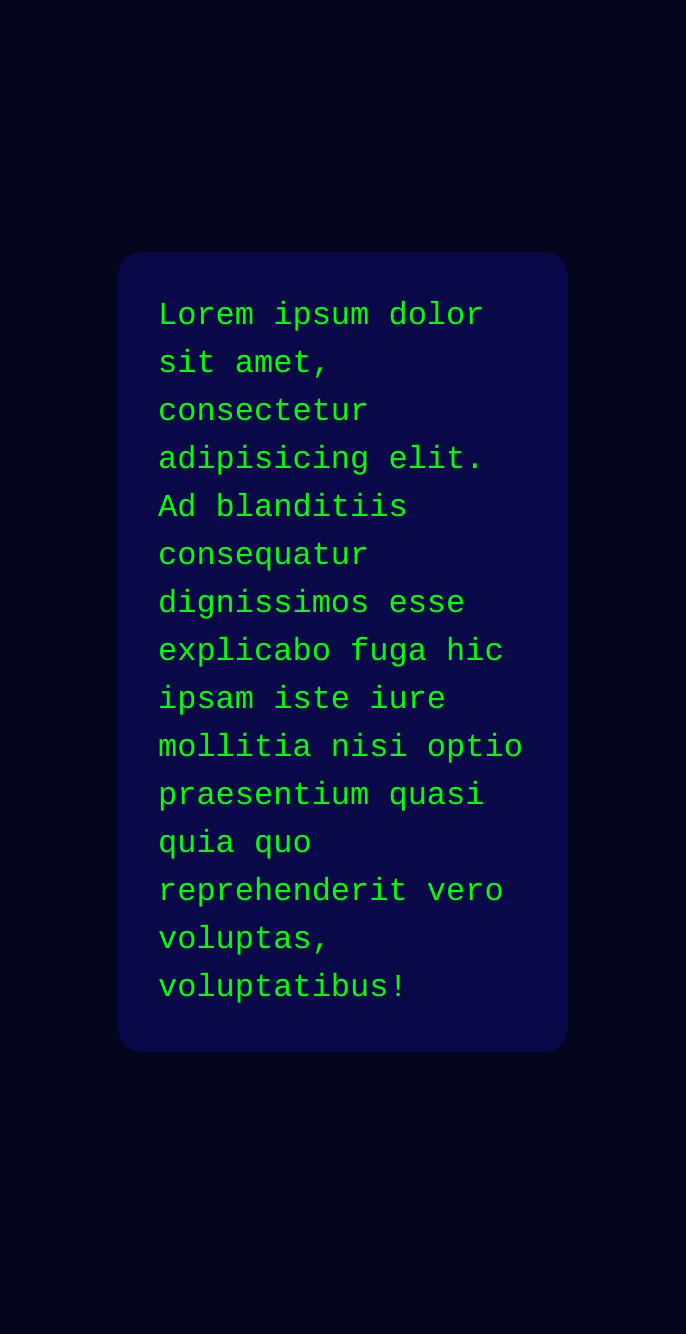 Lorem ipsum dolor
sit amet,
consectetur
adipisicing elit.
Ad blanditiis
consequatur
dignissimos esse
explicabo fuga hic
ipsam iste iure
mollitia nisi optio
praesentium quasi
quia quo
reprehenderit vero
voluptas,
voluptatibus!